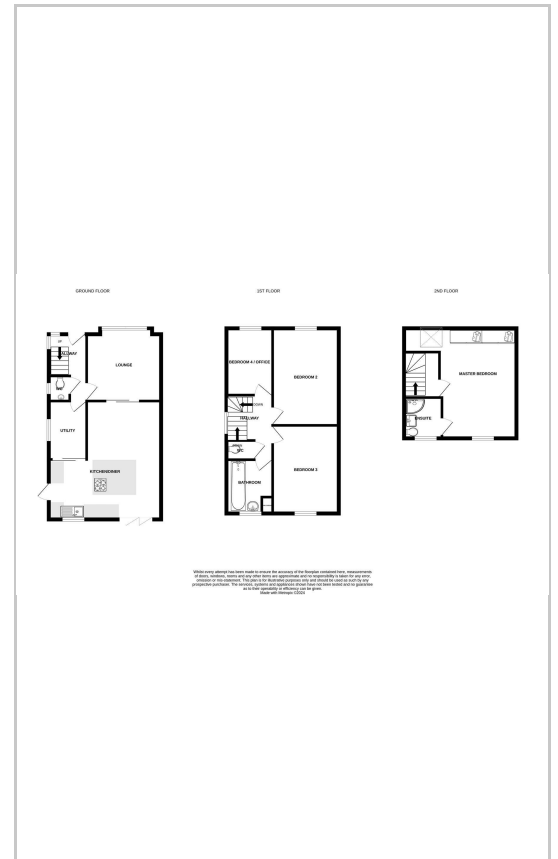 GROUND FLOOR
1ST FLOOR
2ND FLOOR
UP
HALLWAY
LOUNGE
WC
UTILITY
KITCHEN/DINER
BEDROOM 4 / OFFICE
BEDROOM 2
DOWN
HALLWAY
WC
BATHROOM
BEDROOM 3
MASTER BEDROOM
ENSUITE
Whilst every attempt has been made to ensure the accuracy of the floorplan contained here, measurements
of doors, windows, rooms and any other items are approximate and no responsibility is taken for any error,
omission or mis-statement. This plan is for illustrative purposes only and should be used as such by any
prospective purchaser. The services, systems and appliances shown have not been tested and no guarantee
as to their operability or efficiency can be given.
Made with Metropix ©2024